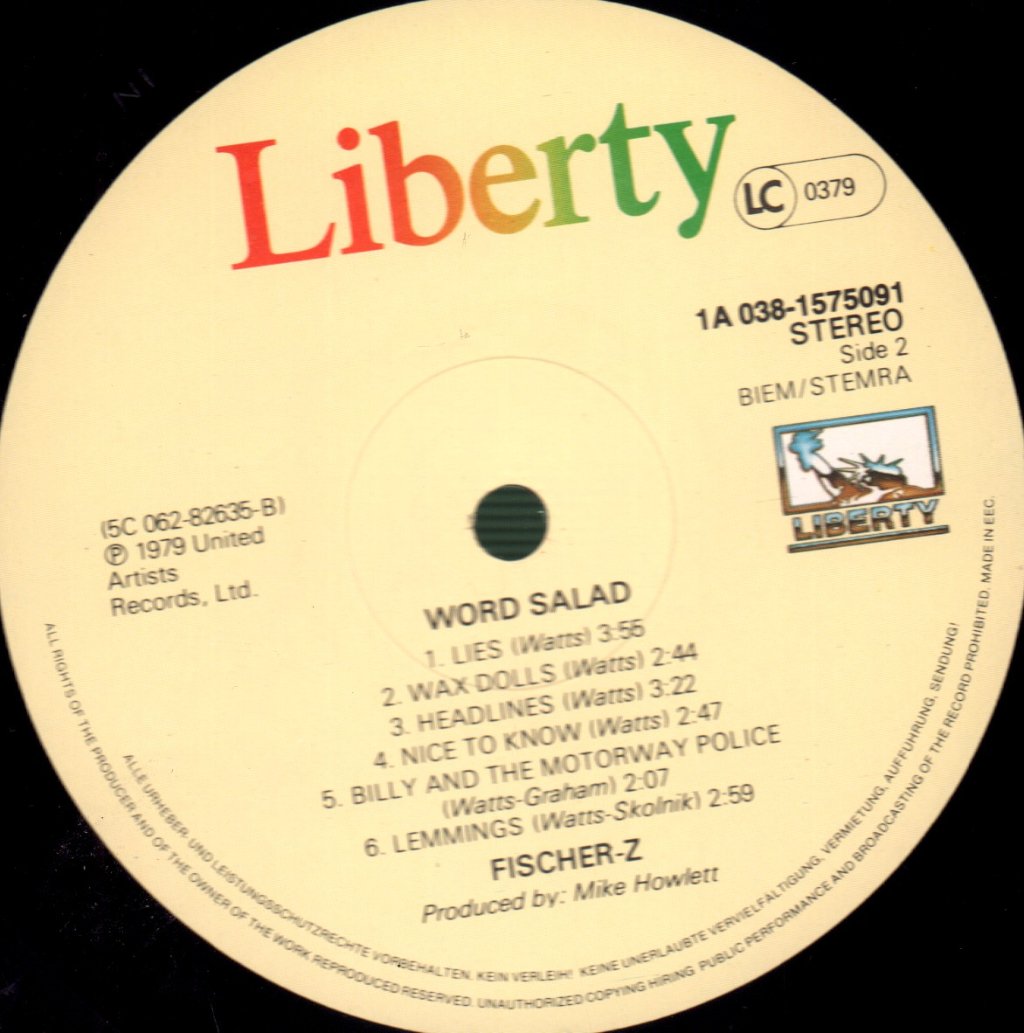 Liberty
LC 0379
1A 038-1575091
STEREO
Side 2
BIEM/STEMRA
LIBERTY
(5C 062-82635-B)
℗ 1979 United
Artists
Records, Ltd.
WORD SALAD
1. LIES (Watts) 3:55
2. WAX DOLLS (Watts) 2:44
3. HEADLINES (Watts) 3:22
4. NICE TO KNOW (Watts) 2:47
5. BILLY AND THE MOTORWAY POLICE
(Watts-Graham) 2:07
6. LEMMINGS (Watts-Skolnik) 2:59
FISCHER-Z
Produced by: Mike Howlett
ALLE URHEBER- UND LEISTUNGSSCHUTZRECHTE VORBEHALTEN. KEIN VERLEIH! KEINE UNERLAUBTE VERVIELFALTIGUNG, VERMIETUNG, AUFFUHRUNG, SENDUNG!
ALL RIGHTS OF THE PRODUCER AND OF THE OWNER OF THE WORK REPRODUCED RESERVED. UNAUTHORIZED COPYING HIRING PUBLIC PERFORMANCE AND BROADCASTING OF THE RECORD PROHIBITED. MADE IN EEC.